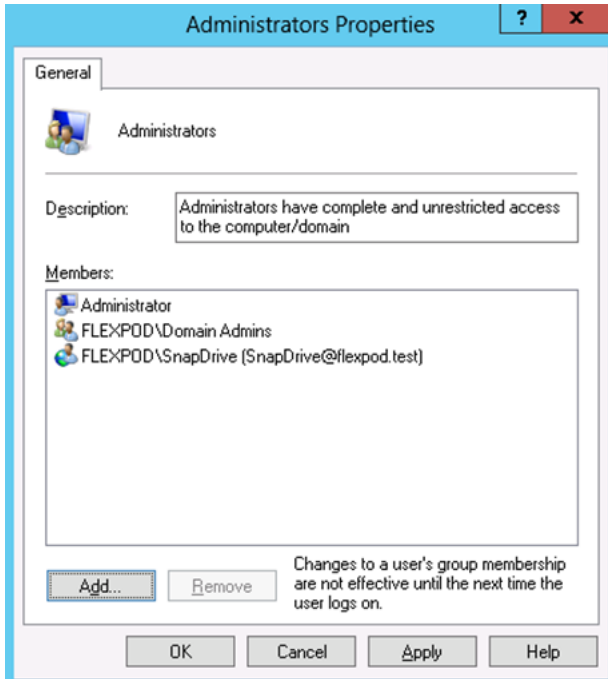 Administrators Properties
?
x
General
Administrators
Description:
Administrators have complete and unrestricted access
to the computer/domain
Members:
Administrator
FLEXPOD\Domain Admins
FLEXPOD\SnapDrive (SnapDrive@flexpod.test)
Add...
Remove
Changes to a user's group membership
are not effective until the next time the
user logs on.
OK
Cancel
Apply
Help